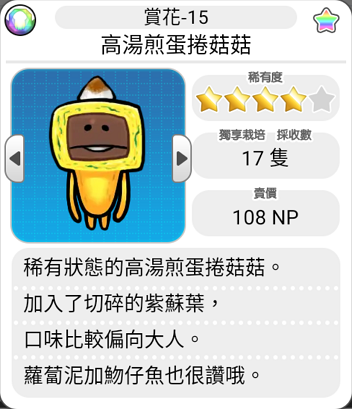 賞花-15
高湯煎蛋捲菇菇
稀有度
獨享栽培 採收數
17 隻
賣價
108 NP
稀有狀態的高湯煎蛋捲菇菇。
加入了切碎的紫蘇葉，
口味比較偏向大人。
蘿蔔泥加魩仔魚也很讚哦。